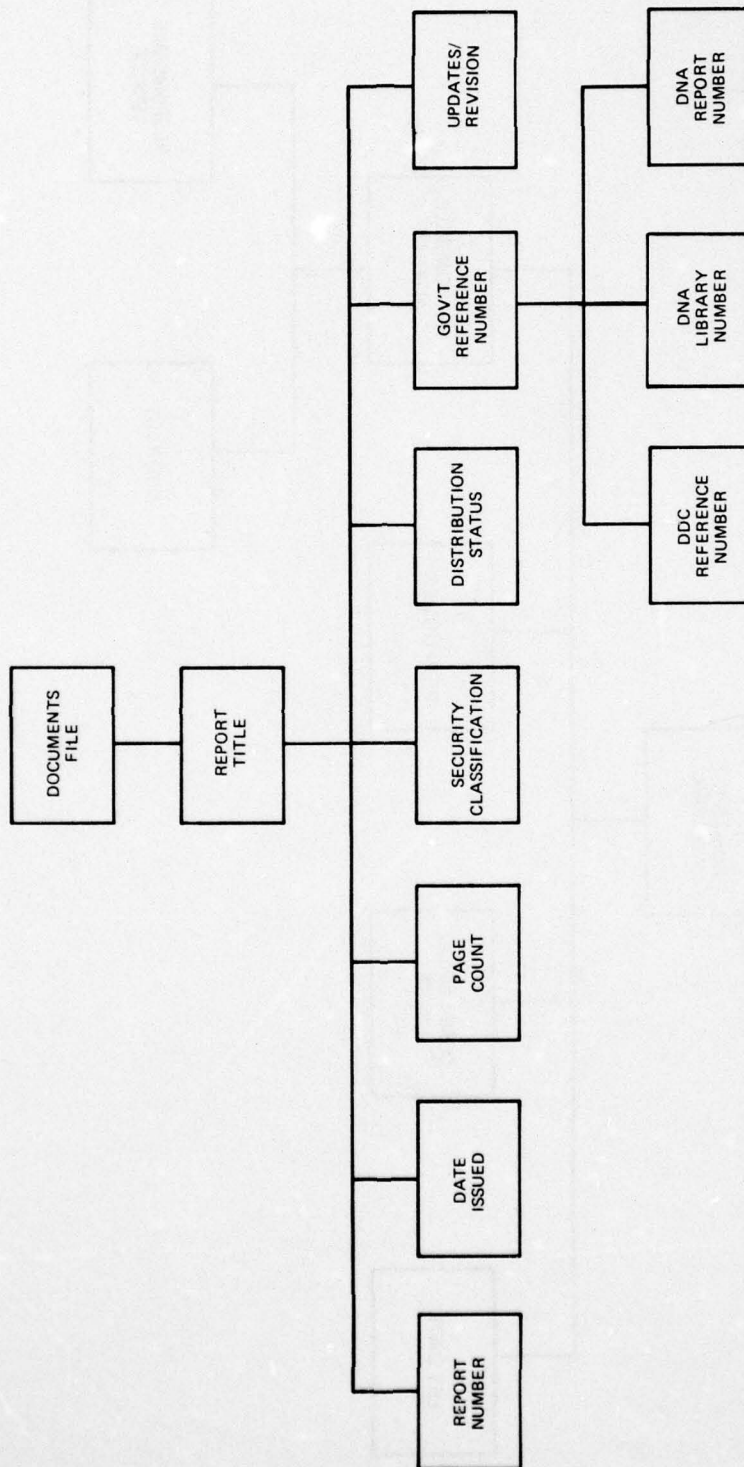 DOCUMENTS
FILE
REPORT
TITLE
REPORT
NUMBER
DATE
ISSUED
PAGE
COUNT
SECURITY
CLASSIFICATION
DISTRIBUTION
STATUS
GOV'T
REFERENCE
NUMBER
UPDATES/
REVISION
DDC
REFERENCE
NUMBER
DNA
LIBRARY
NUMBER
DNA
REPORT
NUMBER